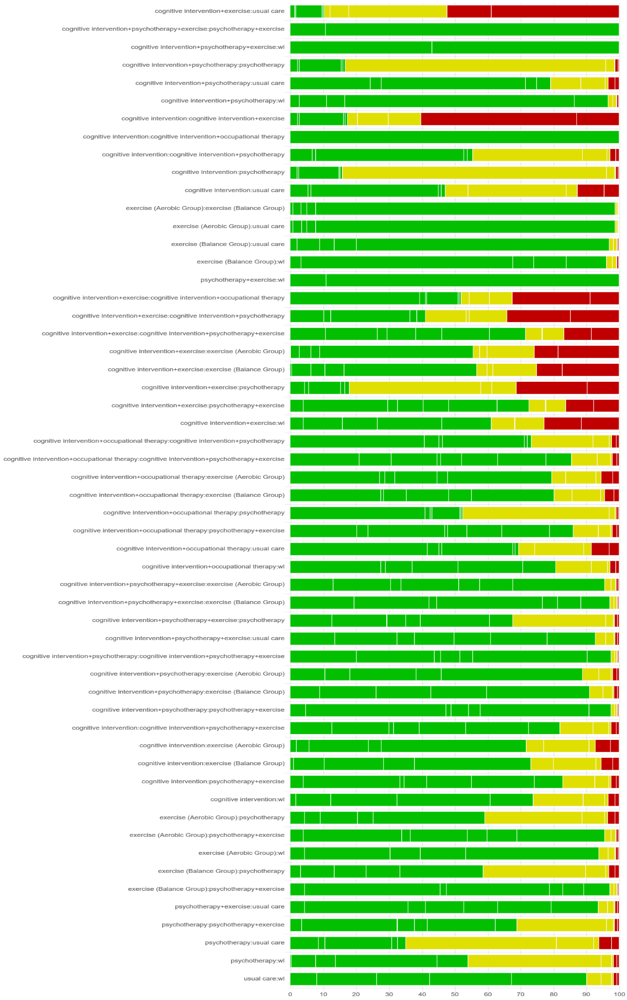 cognitive intervention+exercise:usual care
cognitive intervention+psychotherapy+exercise:psychotherapy+exercise
cognitive intervention+psychotherapy+exercise:wl
cognitive intervention+psychotherapy:psychotherapy
cognitive intervention+psychotherapy:usual care
cognitive intervention+psychotherapy:wl
cognitive intervention:cognitive intervention+exercise
cognitive intervention:cognitive intervention+occupational therapy
cognitive intervention:cognitive intervention+psychotherapy
cognitive intervention:psychotherapy
cognitive intervention:usual care
exercise (Aerobic Group):exercise (Balance Group)
exercise (Aerobic Group):usual care
exercise (Balance Group):usual care
exercise (Balance Group):wl
psychotherapy+exercise:wl
cognitive intervention+exercise:cognitive intervention+occupational therapy
cognitive intervention+exercise:cognitive intervention+psychotherapy
cognitive intervention+exercise:cognitive intervention+psychotherapy+exercise
cognitive intervention+exercise:exercise (Aerobic Group)
cognitive intervention+exercise:exercise (Balance Group)
cognitive intervention+exercise:psychotherapy
cognitive intervention+exercise:psychotherapy+exercise
cognitive intervention+exercise:wl
cognitive intervention+occupational therapy:cognitive intervention+psychotherapy
cognitive intervention+occupational therapy:cognitive intervention+psychotherapy+exercise
cognitive intervention+occupational therapy:exercise (Aerobic Group)
cognitive intervention+occupational therapy:exercise (Balance Group)
cognitive intervention+occupational therapy:psychotherapy
cognitive intervention+occupational therapy:psychotherapy+exercise
cognitive intervention+occupational therapy:usual care
cognitive intervention+occupational therapy:wl
cognitive intervention+psychotherapy+exercise:exercise (Aerobic Group)
cognitive intervention+psychotherapy+exercise:exercise (Balance Group)
cognitive intervention+psychotherapy+exercise:psychotherapy
cognitive intervention+psychotherapy+exercise:usual care
cognitive intervention+psychotherapy:cognitive intervention+psychotherapy+exercise
cognitive intervention+psychotherapy:exercise (Aerobic Group)
cognitive intervention+psychotherapy:exercise (Balance Group)
cognitive intervention+psychotherapy:psychotherapy+exercise
cognitive intervention:cognitive intervention+psychotherapy+exercise
cognitive intervention:exercise (Aerobic Group)
cognitive intervention:exercise (Balance Group)
cognitive intervention:psychotherapy+exercise
cognitive intervention:wl
exercise (Aerobic Group):psychotherapy
exercise (Aerobic Group):psychotherapy+exercise
exercise (Aerobic Group):wl
exercise (Balance Group):psychotherapy
exercise (Balance Group):psychotherapy+exercise
psychotherapy+exercise:usual care
psychotherapy:psychotherapy+exercise
psychotherapy:usual care
psychotherapy:wl
usual care:wl
0 10 20 30 40 50 60 70 80 90 100